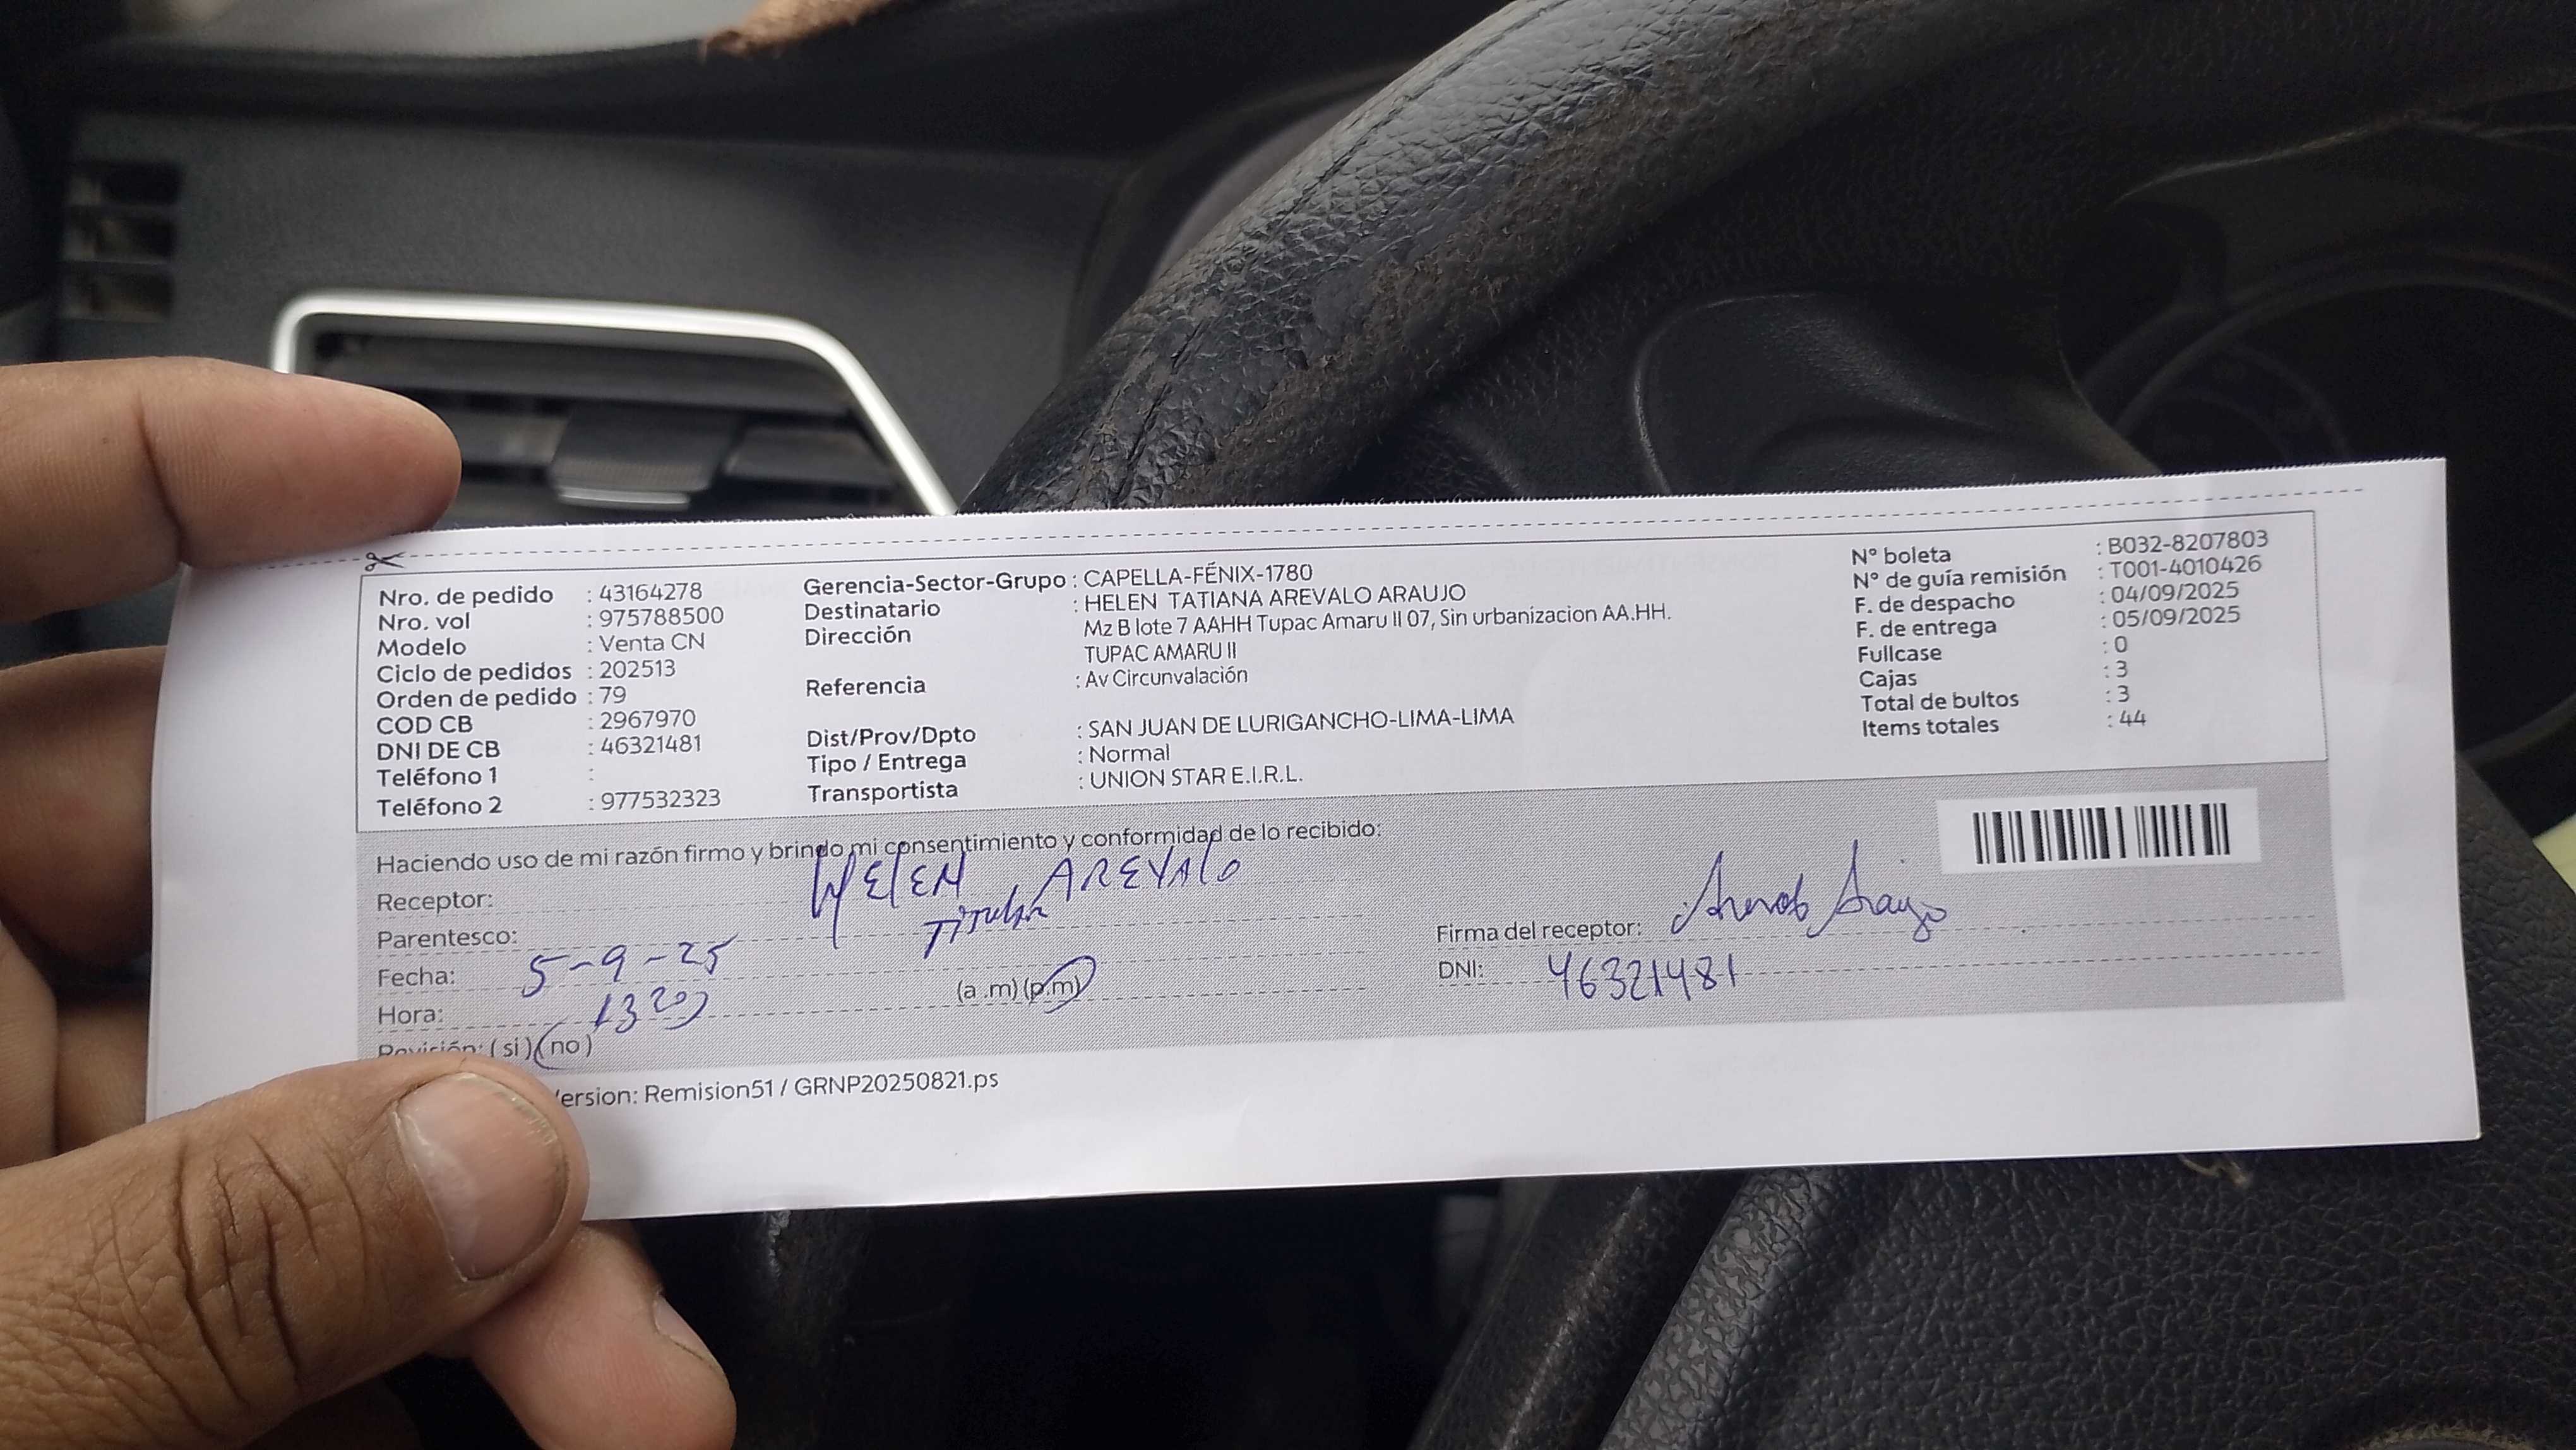 Nro. de pedido : 43164278
Nro. vol : 975788500
Modelo : Venta CN
Ciclo de pedidos : 202513
Orden de pedido : 79
COD CB : 2967970
DNI DE CB : 46321481
Teléfono 1 :
Teléfono 2 : 977532323
Gerencia-Sector-Grupo : CAPELLA-FÉNIX-1780
Destinatario : HELEN TATIANA AREVALO ARAUJO
Dirección Mz B lote 7 AAHH Tupac Amaru II 07, Sin urbanizacion AA.HH.
TUPAC AMARU II
Referencia : Av Circunvalación
Dist/Prov/Dpto : SAN JUAN DE LURIGANCHO-LIMA-LIMA
Tipo / Entrega : Normal
Transportista : UNION STAR E.I.R.L.
N° boleta : B032-8207803
N° de guía remisión : T001-4010426
F. de despacho : 04/09/2025
F. de entrega : 05/09/2025
Fullcase : 0
Cajas : 3
Total de bultos : 3
Items totales : 44
Haciendo uso de mi razón firmo y brindo mi consentimiento y conformidad de lo recibido:
Receptor: HELEN AREVALO
Parentesco: Titular
Fecha: 5-9-25
Hora: 1320 (a .m) (p.m)
Revisión: ( si ) (no )
Firma del receptor: Arevalo Araujo
DNI: 46321481
ersion: Remision51 / GRNP20250821.ps